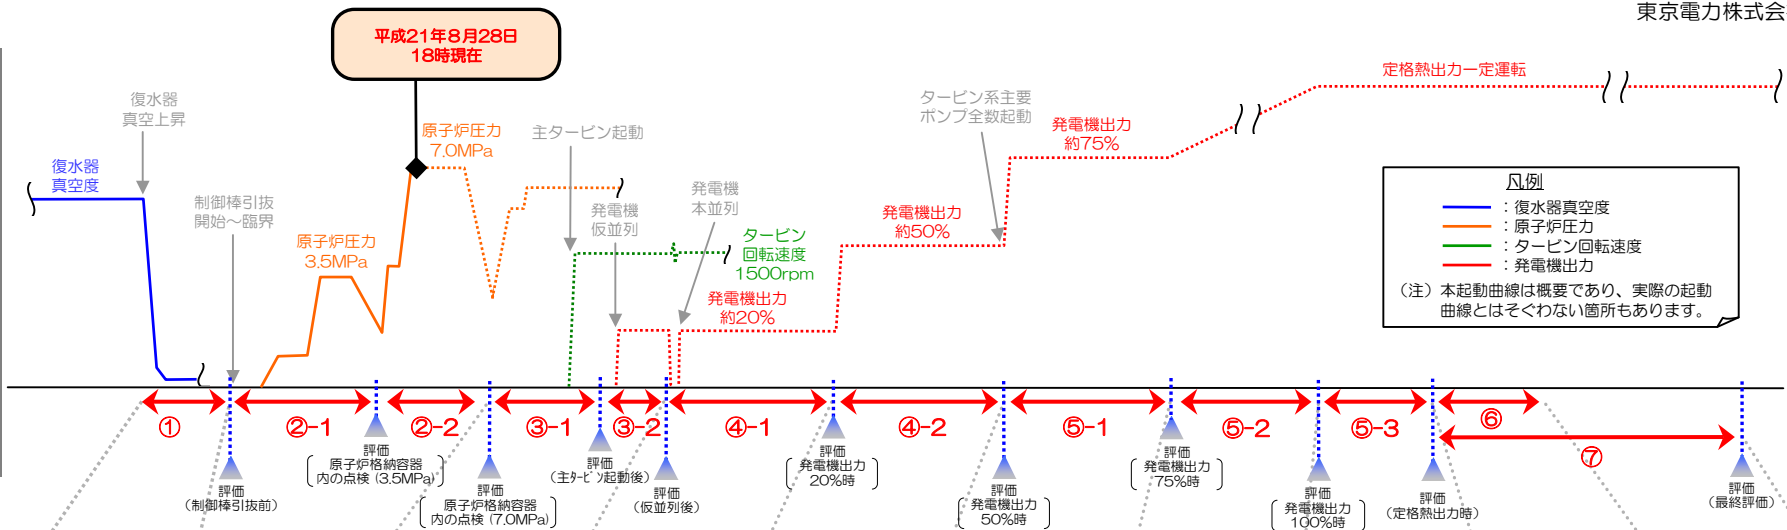 東京電力株式会
平成21年8月28日
18時現在
復水器
真空上昇
復水器
真空度
制御棒引抜
開始～臨界
原子炉圧力
3.5MPa
原子炉圧力
7.0MPa
主タービン起動
発電機
仮並列
発電機
本並列
タービン
回転速度
1500rpm
発電機出力
約20%
発電機出力
約50%
タービン系主要
ポンプ全数起動
発電機出力
約75%
定格熱出力一定運転
凡例
：復水器真空度
：原子炉圧力
：タービン回転速度
：発電機出力
（注）本起動曲線は概要であり、実際の起動
曲線とはそぐわない箇所もあります。
①
②-1
②-2
③-1
③-2
④-1
④-2
⑤-1
⑤-2
⑤-3
⑥
⑦
評価
（制御棒引抜前）
評価
原子炉格納容器
内の点検（3.5MPa）
評価
原子炉格納容器
内の点検（7.0MPa）
評価
（主ﾀｰﾋﾞﾝ起動後）
評価
（仮並列後）
評価
発電機出力
20%時
評価
発電機出力
50%時
評価
発電機出力
75%時
評価
発電機出力
100%時
評価
（定格熱出力時）
評価
（最終評価）